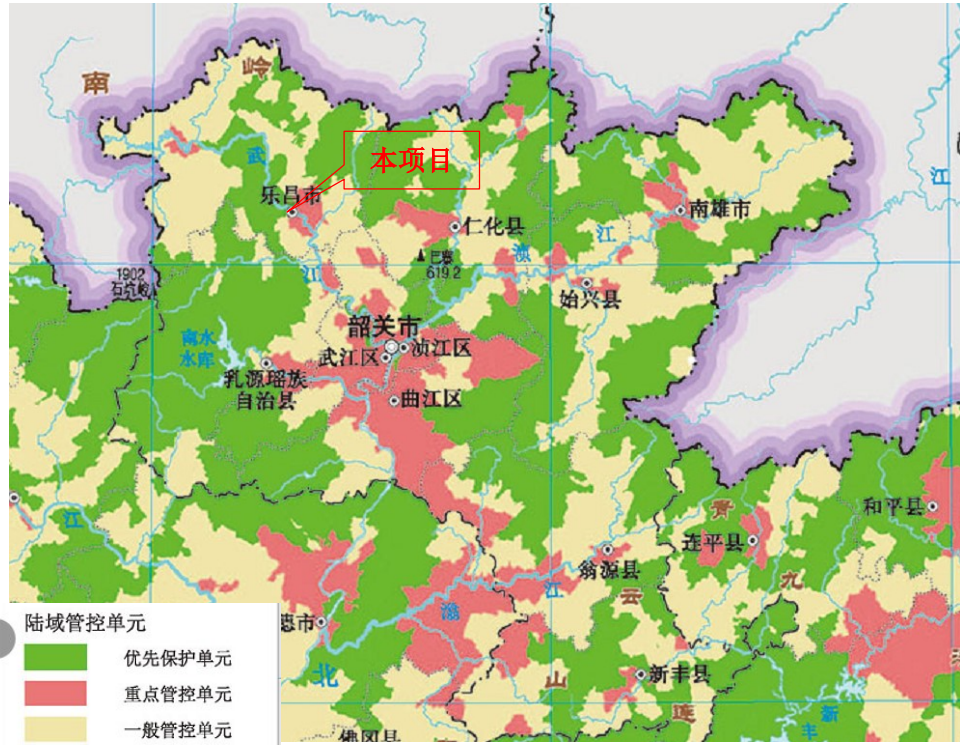 南
岭
武
本项目
乐昌市
仁化县
南雄市
江
江
浈
江
巴寨
619.2
1902
石坑崆
始兴县
韶关市
南水
水库
武江区
浈江区
乳源瑶族
自治县
曲江区
和平县
江
青
连平县
翁源县
滃
江
云
九
陆域管控单元
优先保护单元
重点管控单元
一般管控单元
德市
北
山
新丰县
连
新
丰
佛冈县